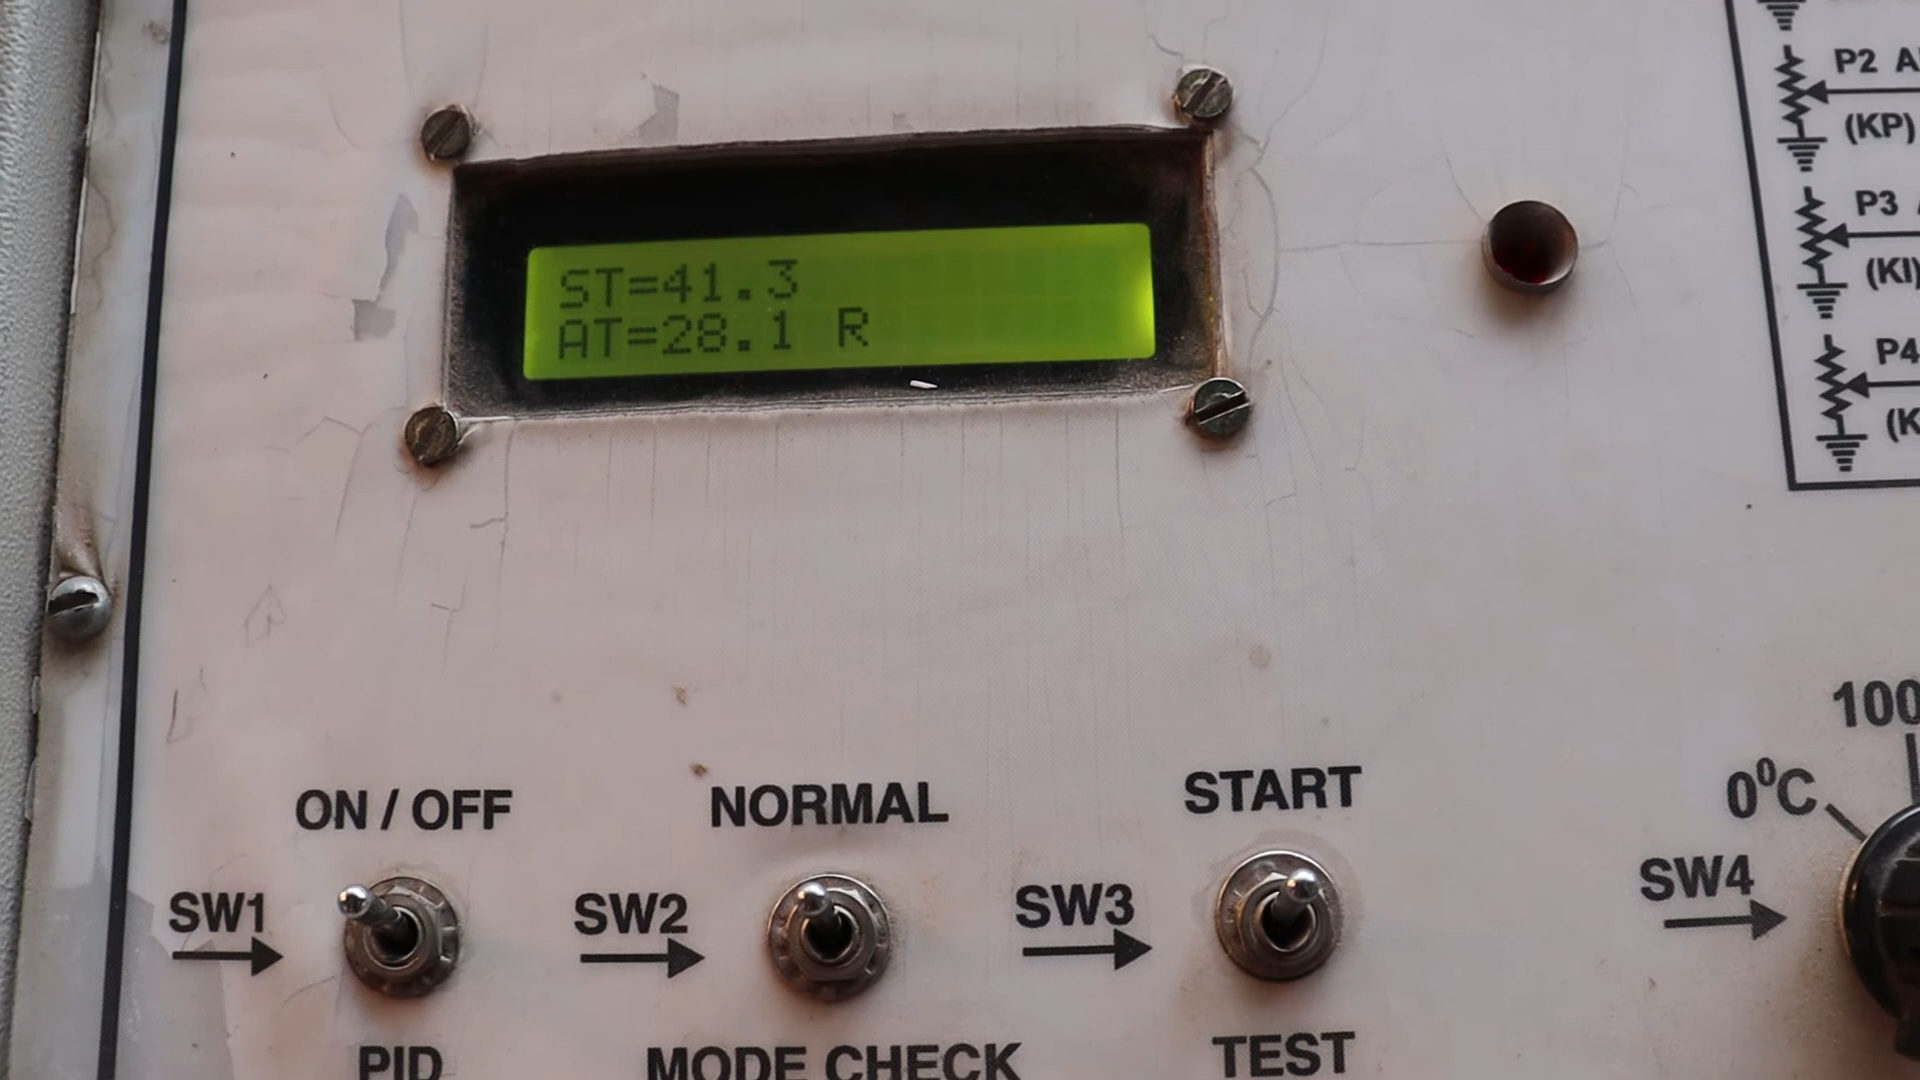 ST=41.3
AT=28.1 R
P2
(KP)
P3
(KI)
P4
ON / OFF
NORMAL
START
100
0⁰C
SW1
SW2
SW3
SW4
PID
MODE CHECK
TEST